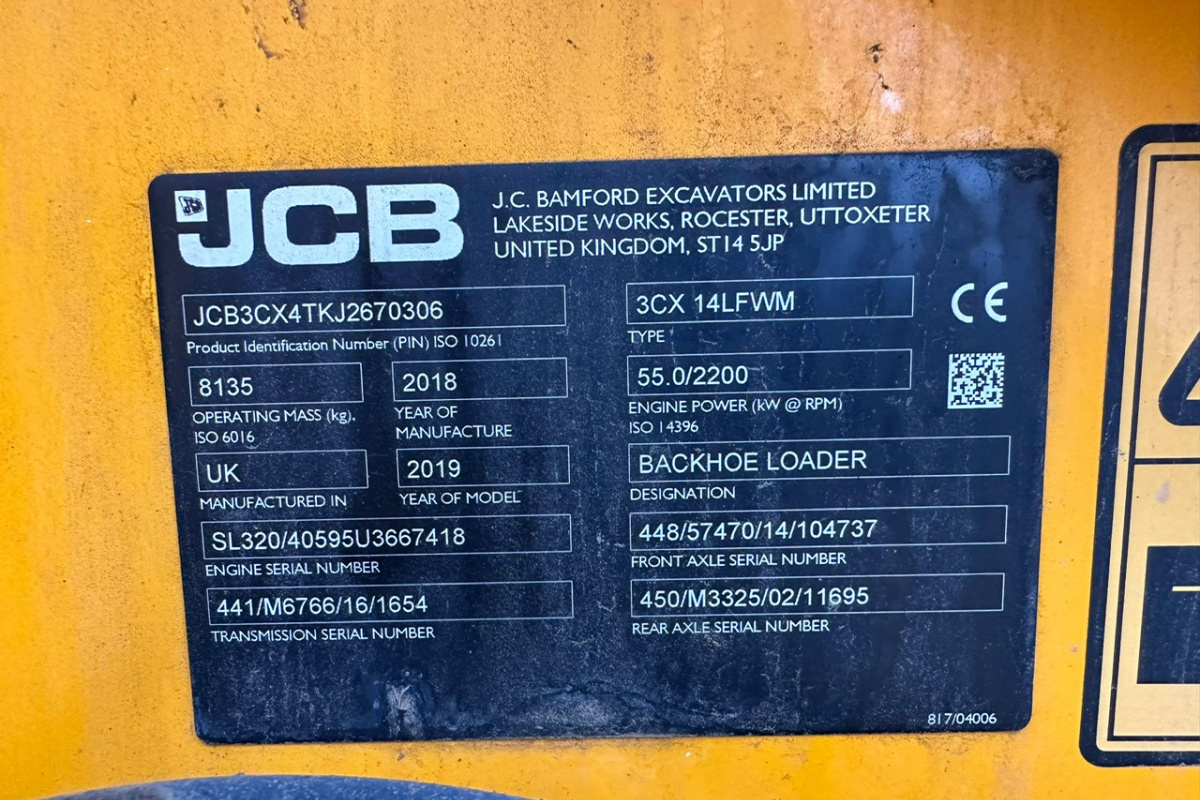 JCB
J.C. BAMFORD EXCAVATORS LIMITED
LAKESIDE WORKS, ROCESTER, UTTOXETER
UNITED KINGDOM, ST14 5JP
JCB3CX4TKJ2670306
Product Identification Number (PIN) ISO 10261
3CX 14LFWM
TYPE
CE
8135
OPERATING MASS (kg).
ISO 6016
2018
YEAR OF
MANUFACTURE
55.0/2200
ENGINE POWER (kW @ RPM)
ISO 14396
UK
MANUFACTURED IN
2019
YEAR OF MODEL
BACKHOE LOADER
DESIGNATION
SL320/40595U3667418
ENGINE SERIAL NUMBER
448/57470/14/104737
FRONT AXLE SERIAL NUMBER
441/M6766/16/1654
TRANSMISSION SERIAL NUMBER
450/M3325/02/11695
REAR AXLE SERIAL NUMBER
817/04006